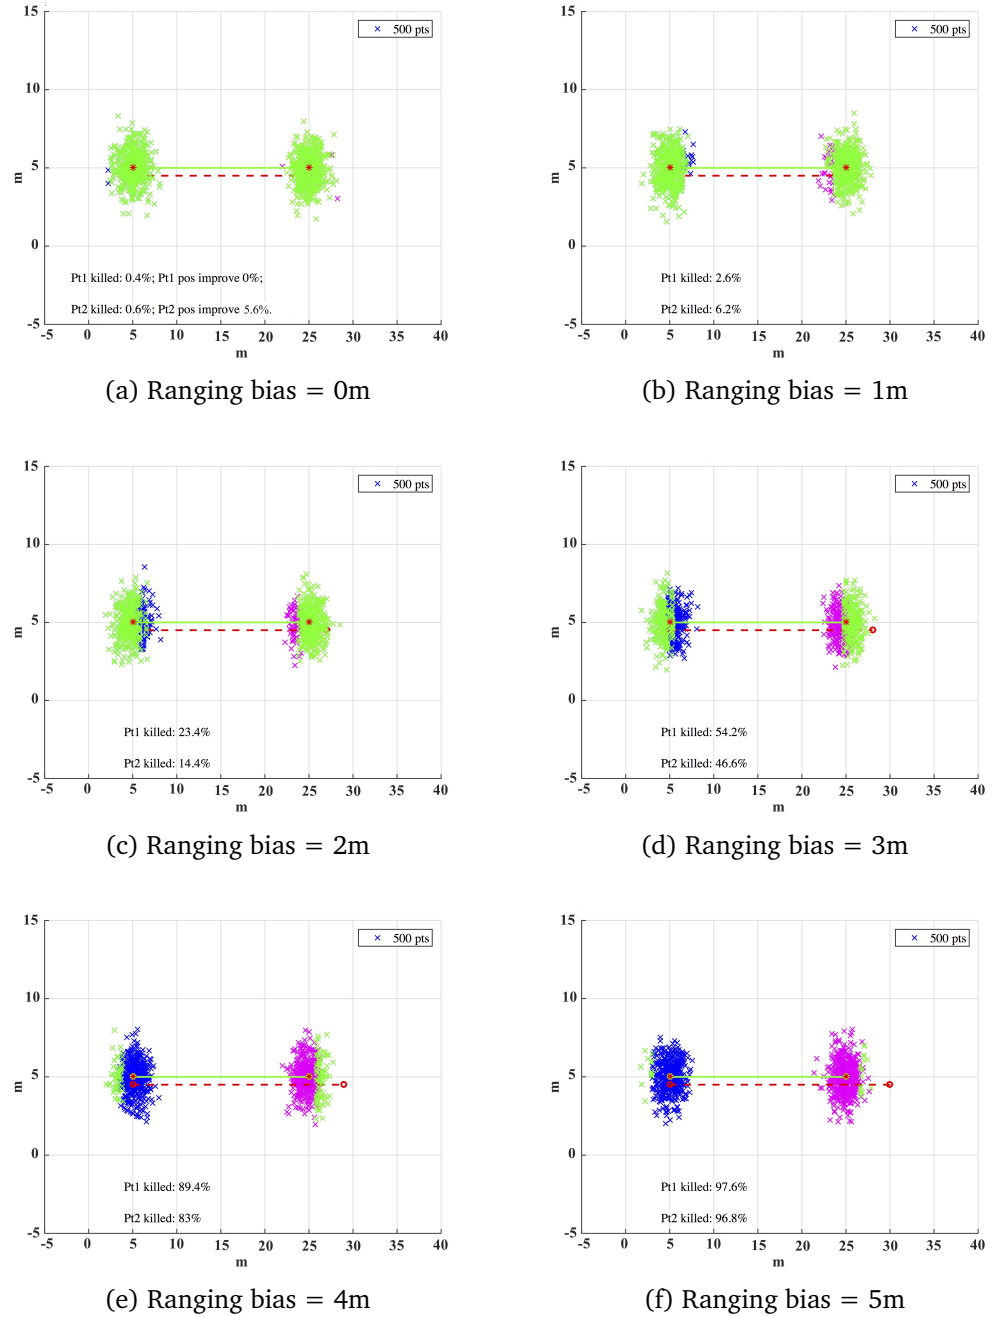 15
500 pts
10
m
5
0
Pt1 killed: 0.4%; Pt1 pos improve 0%;
Pt2 killed: 0.6%; Pt2 pos improve 5.6%.
-5
-5 0 5 10 15 20 25 30 35 40
m
(a) Ranging bias = 0m
15
500 pts
10
m
5
0
Pt1 killed: 2.6%
Pt2 killed: 6.2%
-5
-5 0 5 10 15 20 25 30 35 40
m
(b) Ranging bias = 1m
15
500 pts
10
m
5
0
Pt1 killed: 23.4%
Pt2 killed: 14.4%
-5
-5 0 5 10 15 20 25 30 35 40
m
(c) Ranging bias = 2m
15
500 pts
10
m
5
0
Pt1 killed: 54.2%
Pt2 killed: 46.6%
-5
-5 0 5 10 15 20 25 30 35 40
m
(d) Ranging bias = 3m
15
500 pts
10
m
5
0
Pt1 killed: 89.4%
Pt2 killed: 83%
-5
-5 0 5 10 15 20 25 30 35 40
m
(e) Ranging bias = 4m
15
500 pts
10
m
5
0
Pt1 killed: 97.6%
Pt2 killed: 96.8%
-5
-5 0 5 10 15 20 25 30 35 40
m
(f) Ranging bias = 5m